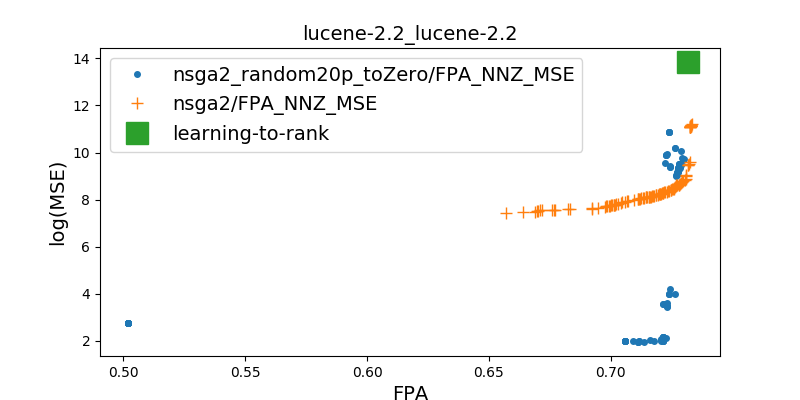 lucene-2.2_lucene-2.2
nsga2_random20p_toZero/FPA_NNZ_MSE
nsga2/FPA_NNZ_MSE
learning-to-rank
log(MSE)
14
12
10
8
6
4
2
0.50 0.55 0.60 0.65 0.70
FPA